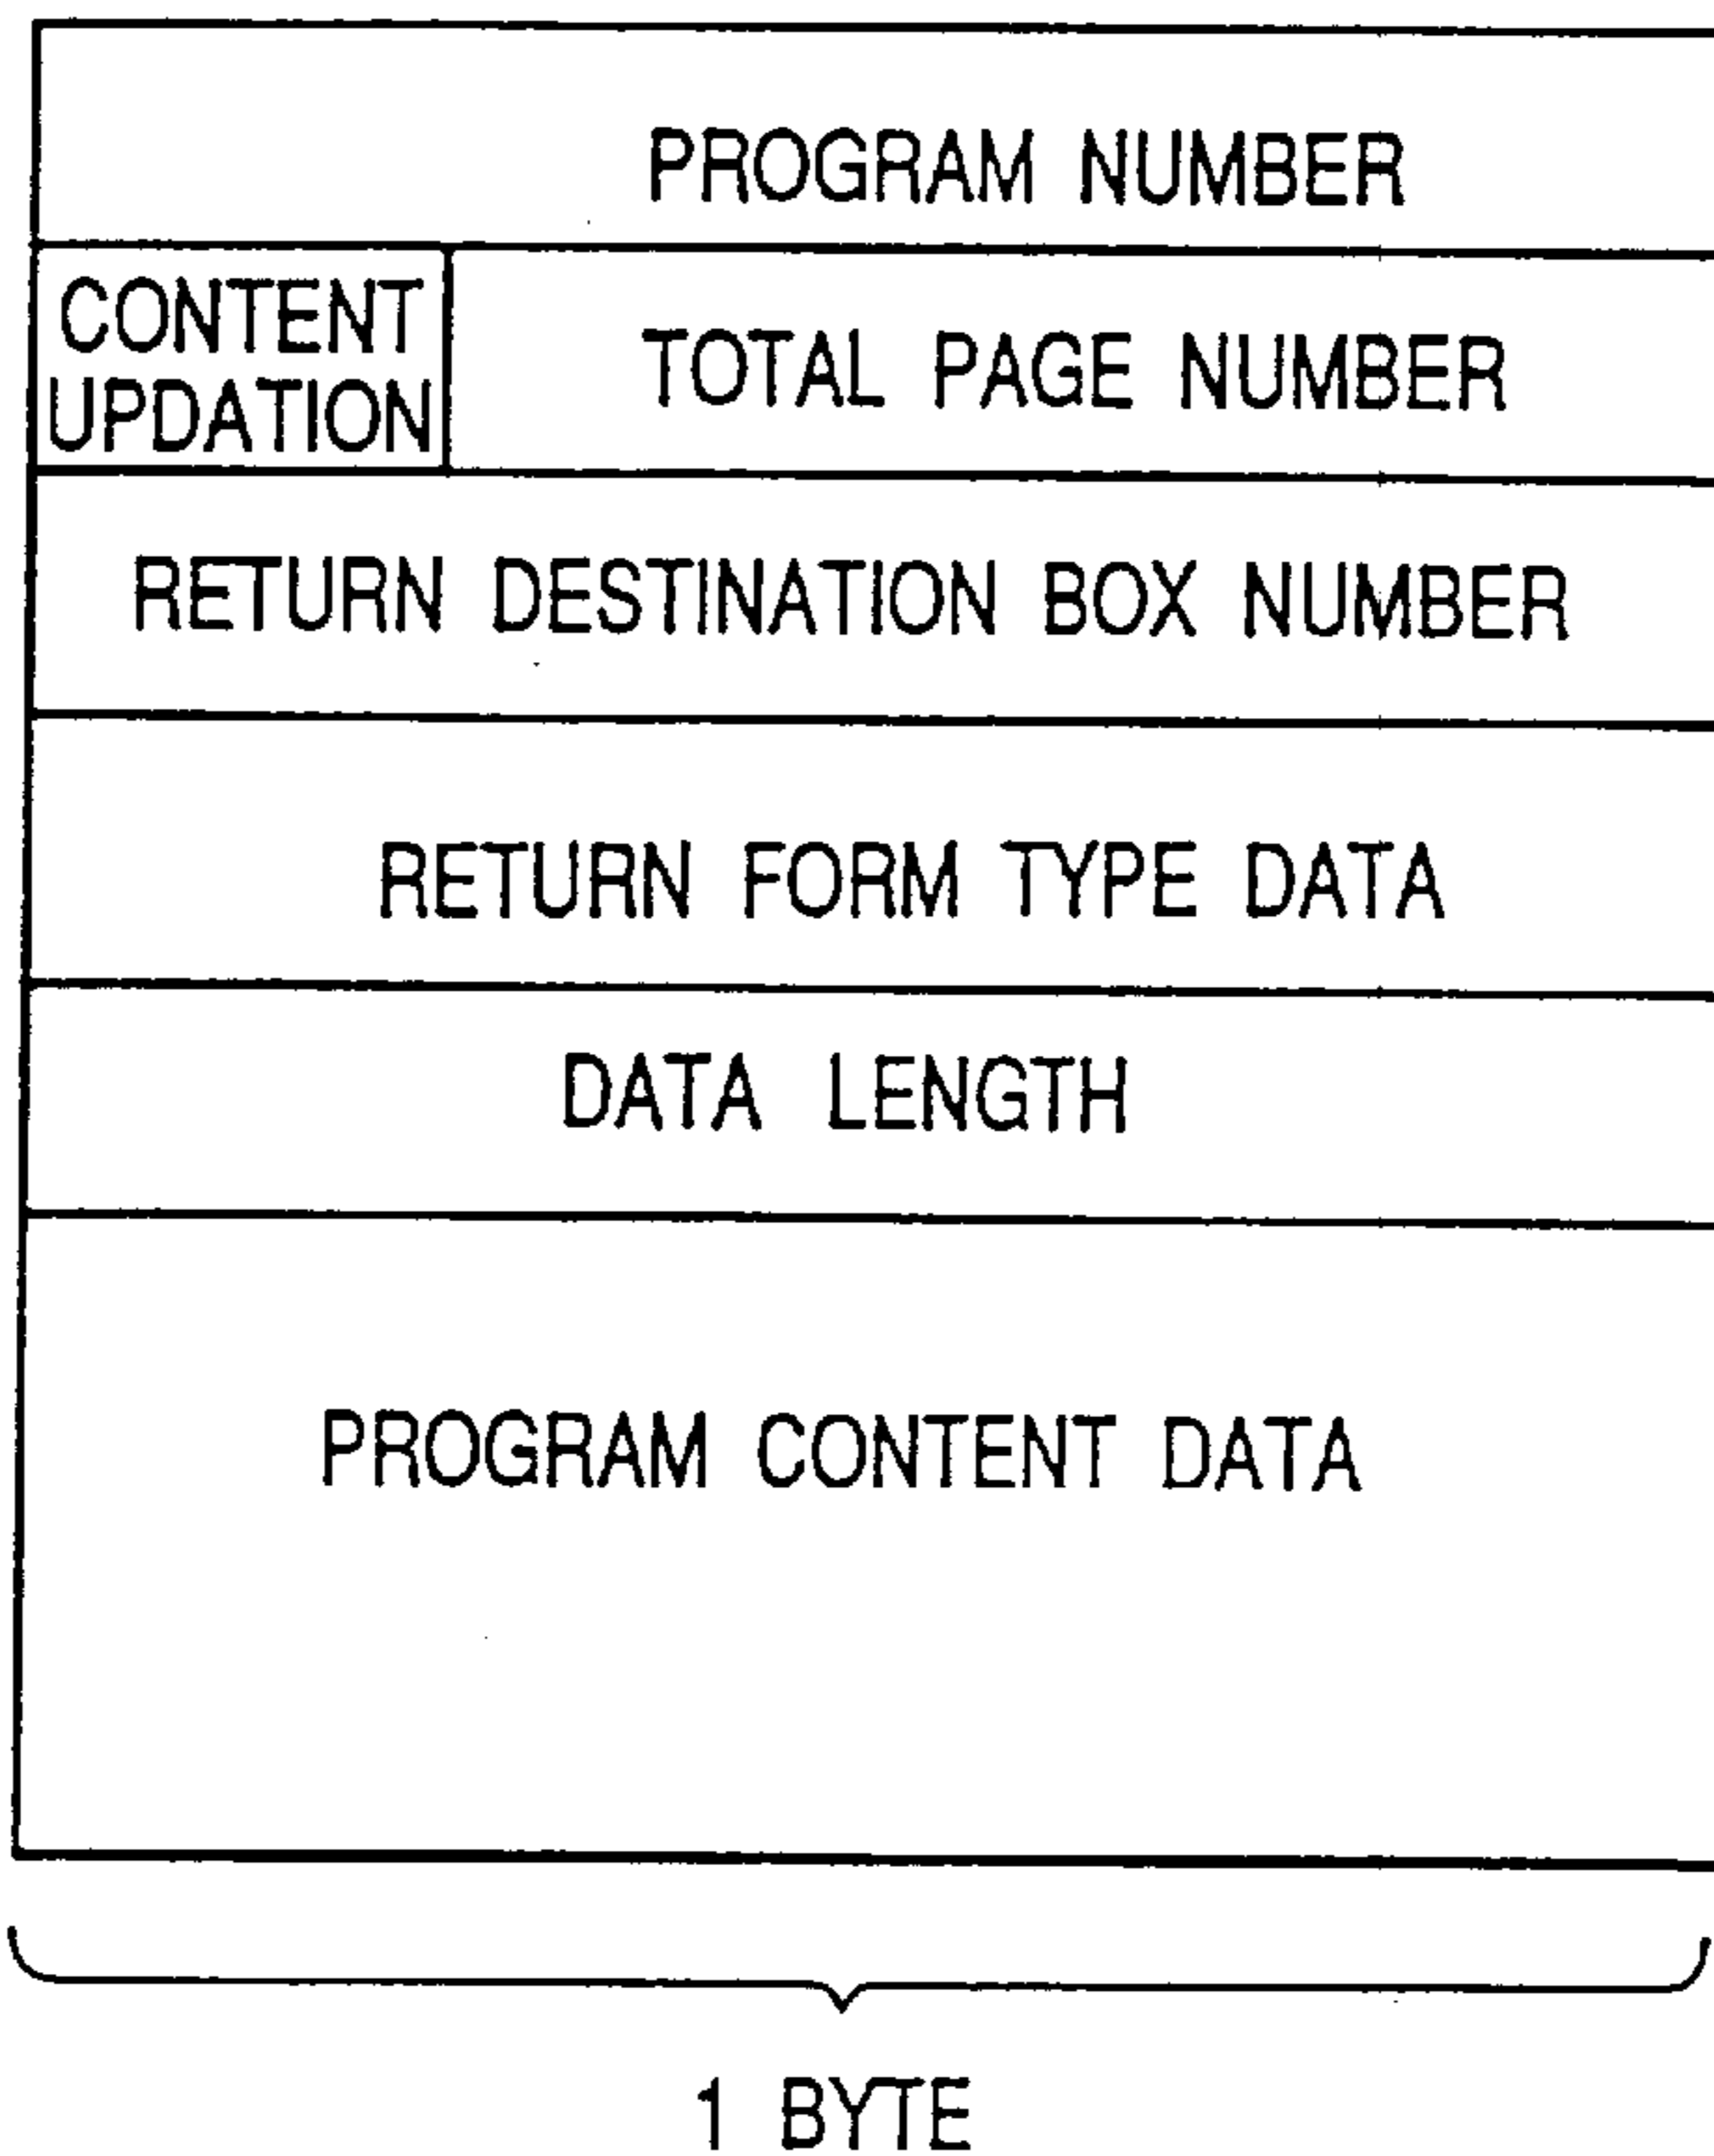 PROGRAM NUMBER
CONTENT
UPDATION
TOTAL PAGE NUMBER
RETURN DESTINATION BOX NUMBER
RETURN FORM TYPE DATA
DATA LENGTH
PROGRAM CONTENT DATA
1 BYTE